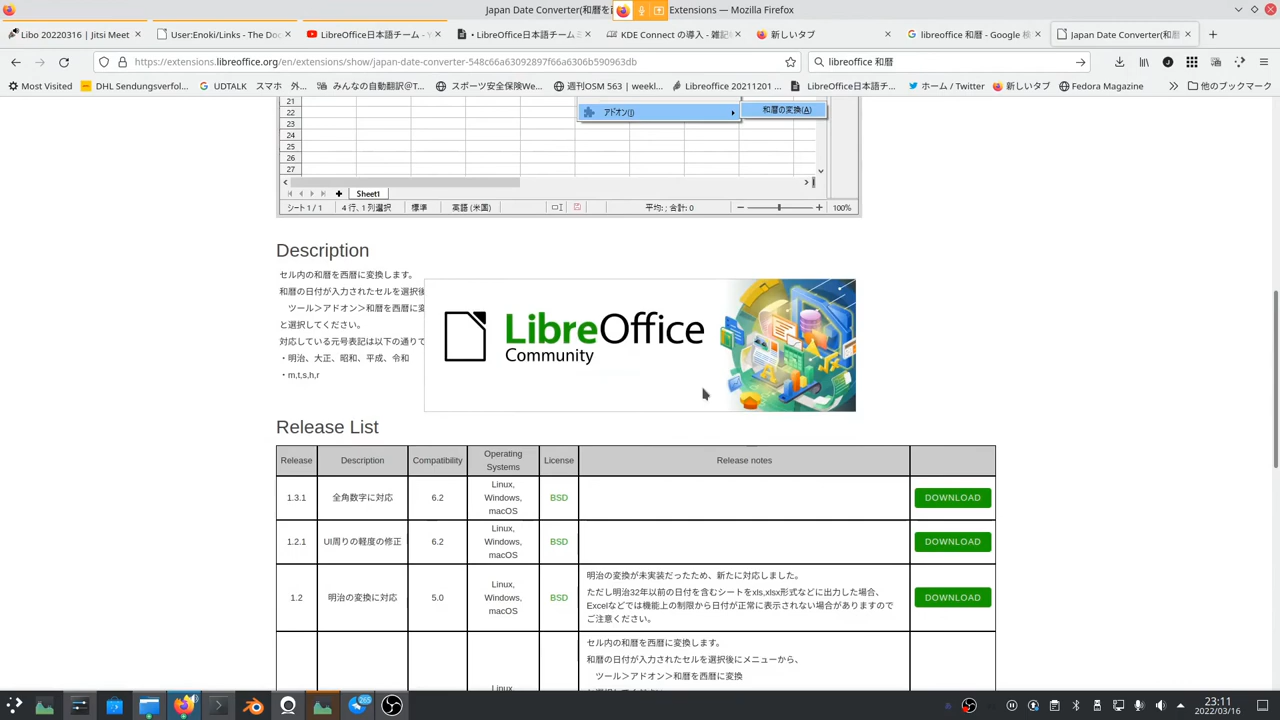 Japan Date Converter(和暦を西
Extensions — Mozilla Firefox
Libo 20220316 | Jitsi Meet
User:Enoki/Links - The Doc
LibreOffice日本語チーム - Y
• LibreOffice日本語チームミ
KDE Connect の導入 - 雑記
新しいタブ
libreoffice 和暦 - Google 検
Japan Date Converter(和暦
https://extensions.libreoffice.org/en/extensions/show/japan-date-converter-548c66a63092897f66a6306b590963db
libreoffice 和暦
Most Visited
DHL Sendungsverfol...
UDTALK
スマホ 外...
みんなの自動翻訳@T...
スポーツ安全保険We...
週刊OSM 563 | weekl...
Libreoffice 20211201 ...
LibreOffice日本語チ...
ホーム / Twitter
新しいタブ
Fedora Magazine
他のブックマーク
21
22
アドオン(I)
和暦の変換(A)
23
24
25
26
27
Sheet1
シート 1 / 1
4 行、1 列選択
標準
英語 (米国)
平均: ; 合計: 0
100%
Description
セル内の和暦を西暦に変換します。
和暦の日付が入力されたセルを選択後
ツール＞アドオン＞和暦を西暦に変
と選択してください。
対応している元号表記は以下の通りで
・明治、大正、昭和、平成、令和
・m,t,s,h,r
LibreOffice
Community
Release List
Release
Description
Compatibility
Operating
Systems
License
Release notes
1.3.1
全角数字に対応
6.2
Linux,
Windows,
macOS
BSD
DOWNLOAD
1.2.1
UI周りの軽度の修正
6.2
Linux,
Windows,
macOS
BSD
DOWNLOAD
1.2
明治の変換に対応
5.0
Linux,
Windows,
macOS
BSD
明治の変換が未実装だったため、新たに対応しました。
ただし明治32年以前の日付を含むシートをxls,xlsx形式などに出力した場合、
Excelなどでは機能上の制限から日付が正常に表示されない場合がありますので
ご注意ください。
DOWNLOAD
Linux,
セル内の和暦を西暦に変換します。
和暦の日付が入力されたセルを選択後にメニューから、
ツール＞アドオン＞和暦を西暦に変換
265
23:11
2022/03/16